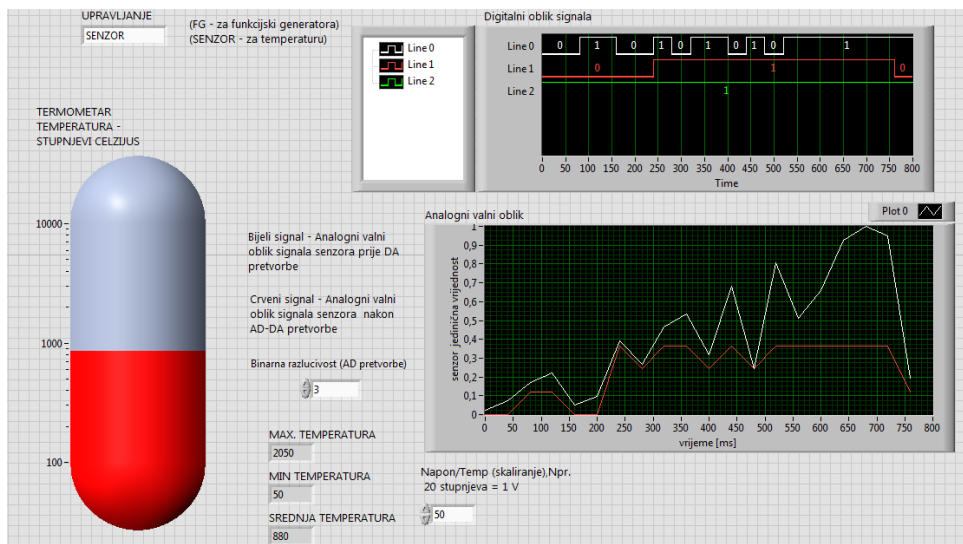 UPRAVLJANJE
SENZOR
(FG - za funkcijski generatora)
(SENZOR - za temperaturu)
Line 0
Line 1
Line 2
Digitalni oblik signala
Line 0
0 1 0 1 0 1 0 1 0 1
Line 1
0 1 0
Line 2
1
0 50 100 150 200 250 300 350 400 450 500 550 600 650 700 750 800
Time
TERMOMETAR
TEMPERATURA -
STUPNJEVI CELZIJUS
10000
1000
100
Bijeli signal - Analogni valni
oblik signala senzora prije DA
pretvorbe
Crveni signal - Analogni valni
oblik signala senzora nakon
AD-DA pretvorbe
Binarna razlucivost (AD pretvorbe)
3
MAX. TEMPERATURA
2050
MIN TEMPERATURA
50
SREDNJA TEMPERATURA
880
Analogni valni oblik
Plot 0
senzor jedinična vrijednost
1
0,9
0,8
0,7
0,6
0,5
0,4
0,3
0,2
0,1
0
0 50 100 150 200 250 300 350 400 450 500 550 600 650 700 750 800
vrijeme [ms]
Napon/Temp (skaliranje),Npr.
20 stupnjeva = 1 V
50